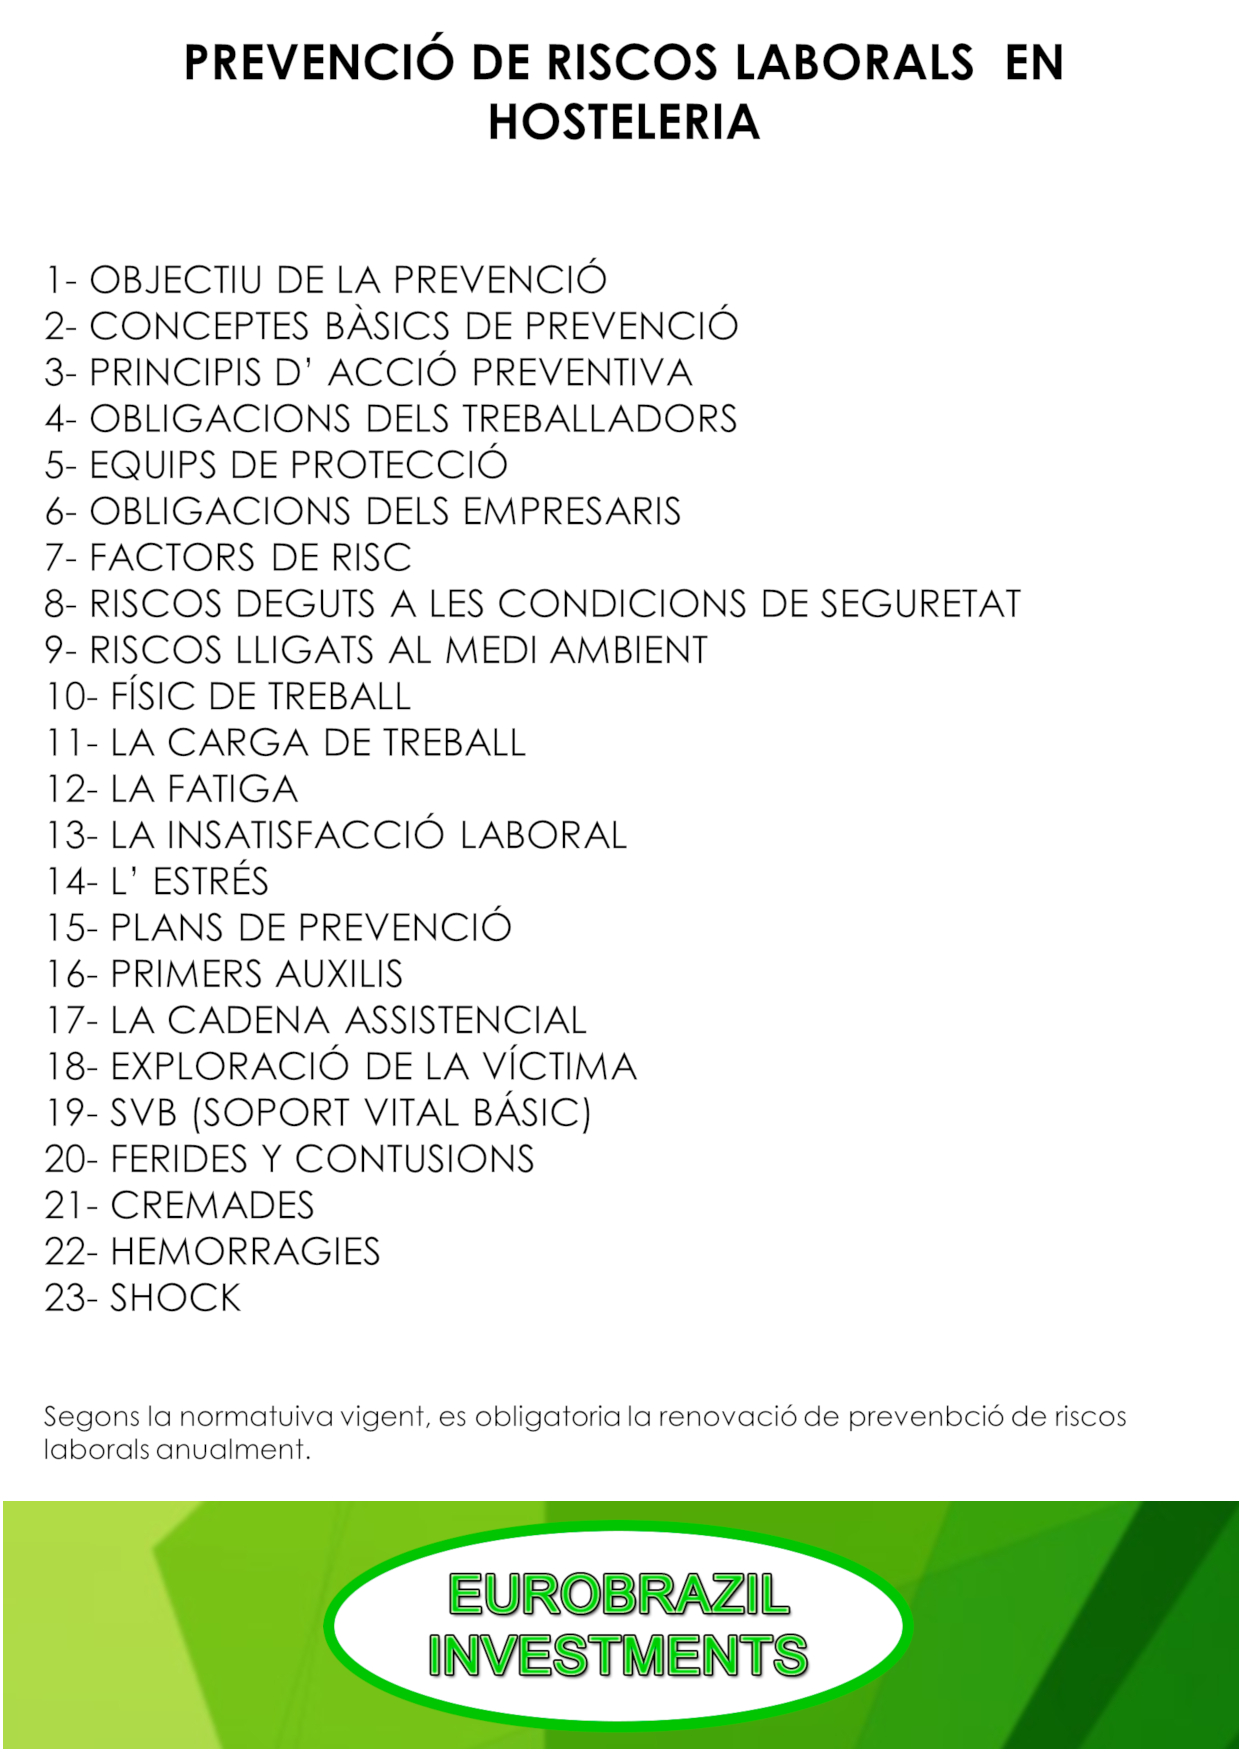 PREVENCIÓ DE RISCOS LABORALS EN
HOSTELERIA
1- OBJECTIU DE LA PREVENCIÓ
2- CONCEPTES BÀSICS DE PREVENCIÓ
3- PRINCIPIS D’ ACCIÓ PREVENTIVA
4- OBLIGACIONS DELS TREBALLADORS
5- EQUIPS DE PROTECCIÓ
6- OBLIGACIONS DELS EMPRESARIS
7- FACTORS DE RISC
8- RISCOS DEGUTS A LES CONDICIONS DE SEGURETAT
9- RISCOS LLIGATS AL MEDI AMBIENT
10- FÍSIC DE TREBALL
11- LA CARGA DE TREBALL
12- LA FATIGA
13- LA INSATISFACCIÓ LABORAL
14- L’ ESTRÉS
15- PLANS DE PREVENCIÓ
16- PRIMERS AUXILIS
17- LA CADENA ASSISTENCIAL
18- EXPLORACIÓ DE LA VÍCTIMA
19- SVB (SOPORT VITAL BÁSIC)
20- FERIDES Y CONTUSIONS
21- CREMADES
22- HEMORRAGIES
23- SHOCK
Segons la normatuiva vigent, es obligatoria la renovació de prevenbció de riscos
laborals anualment.
EUROBRAZIL
INVESTMENTS